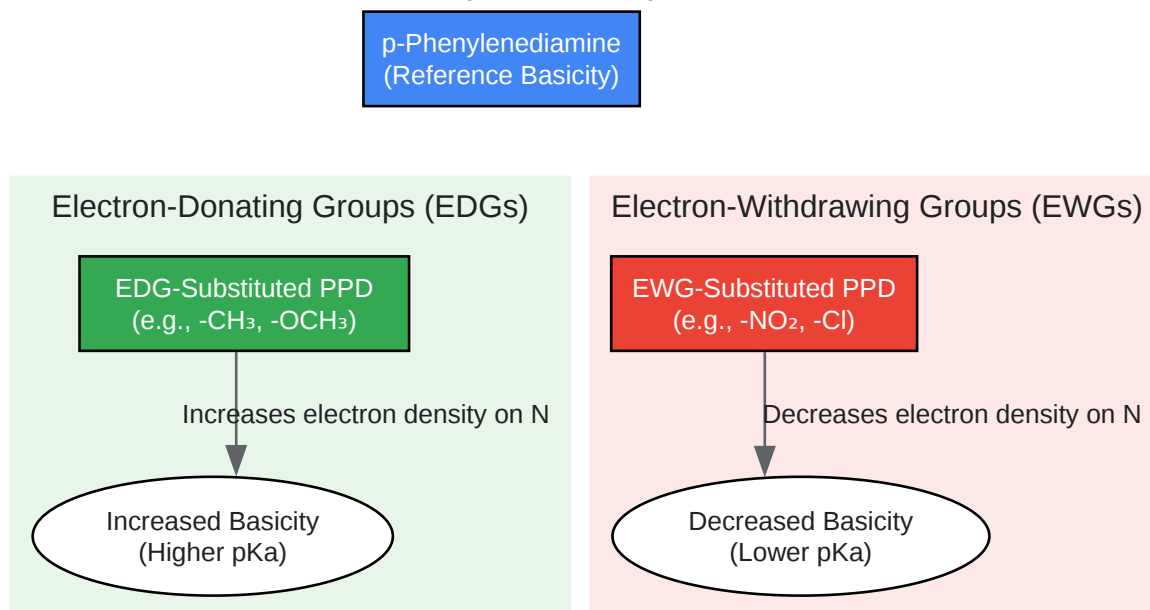 p-Phenylenediamine
(Reference Basicity)
Electron-Donating Groups (EDGs)
EDG-Substituted PPD
(e.g., -CH₃, -OCH₃)
Increases electron density on N
Increased Basicity
(Higher pKa)
Electron-Withdrawing Groups (EWGs)
EWG-Substituted PPD
(e.g., -NO₂, -Cl)
Decreases electron density on N
Decreased Basicity
(Lower pKa)